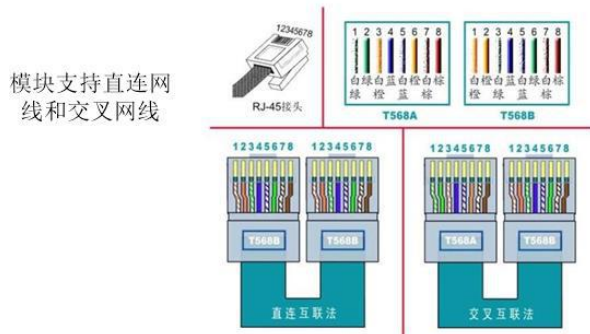 模块支持直连网
线和交叉网线
12345678
RJ-45接头
1 2 3 4 5 6 7 8
白绿白蓝白橙白棕
绿 橙 蓝 棕
T568A
1 2 3 4 5 6 7 8
白橙白蓝白绿白棕
橙 绿 蓝 棕
T568B
12345678 12345678
T568B T568B
直连互联法
12345678 12345678
T568A T568B
交叉互联法